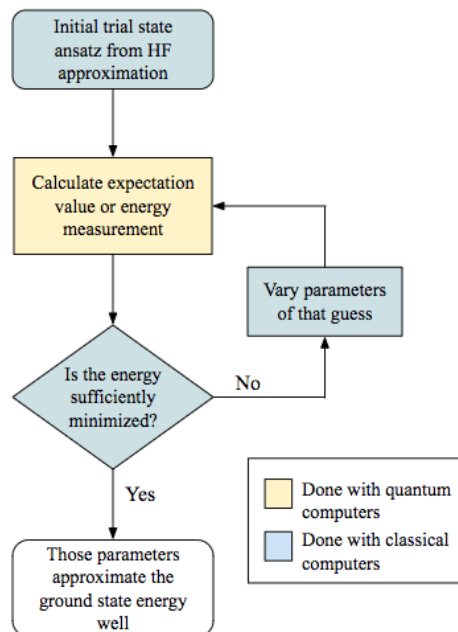 Initial trial state
ansatz from HF
approximation
Calculate expectation
value or energy
measurement
Vary parameters
of that guess
Is the energy
sufficiently
minimized?
No
Yes
Done with quantum
computers
Done with classical
computers
Those parameters
approximate the
ground state energy
well